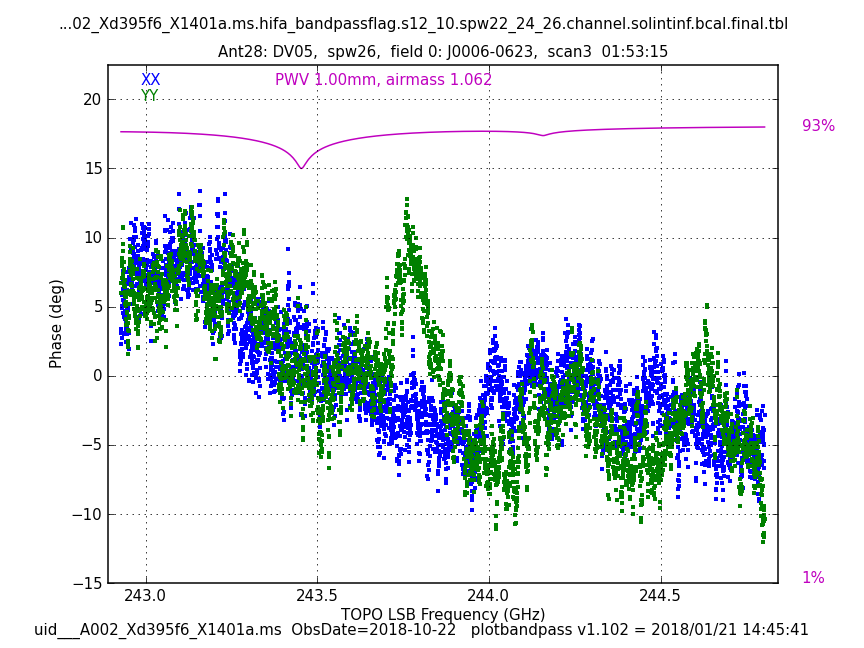 ...02_Xd395f6_X1401a.ms.hifa_bandpassflag.s12_10.spw22_24_26.channel.solintinf.bcal.final.tbl
Ant28: DV05,  spw26,  field 0: J0006-0623,  scan3  01:53:15
XX
YY
PWV 1.00mm, airmass 1.062
93%
1%
Phase (deg)
20
15
10
5
0
−5
−10
−15
243.0
243.5
244.0
244.5
TOPO LSB Frequency (GHz)
uid___A002_Xd395f6_X1401a.ms  ObsDate=2018-10-22   plotbandpass v1.102 = 2018/01/21 14:45:41